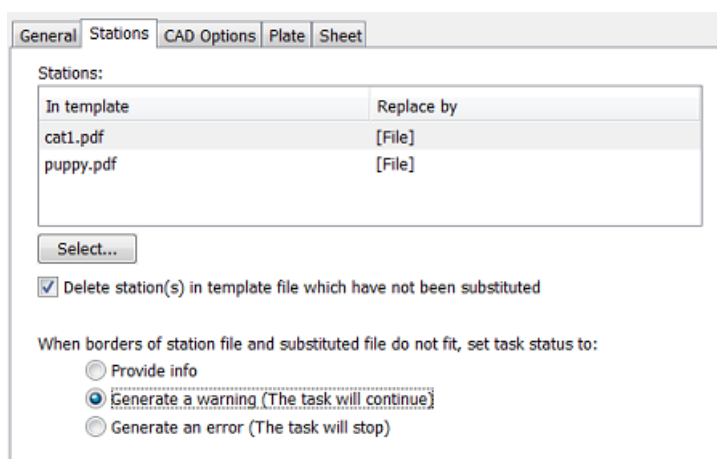 General Stations CAD Options Plate Sheet
Stations:
In template Replace by
cat1.pdf [File]
puppy.pdf [File]
Select...
Delete station(s) in template file which have not been substituted
When borders of station file and substituted file do not fit, set task status to:
Provide info
Generate a warning (The task will continue)
Generate an error (The task will stop)